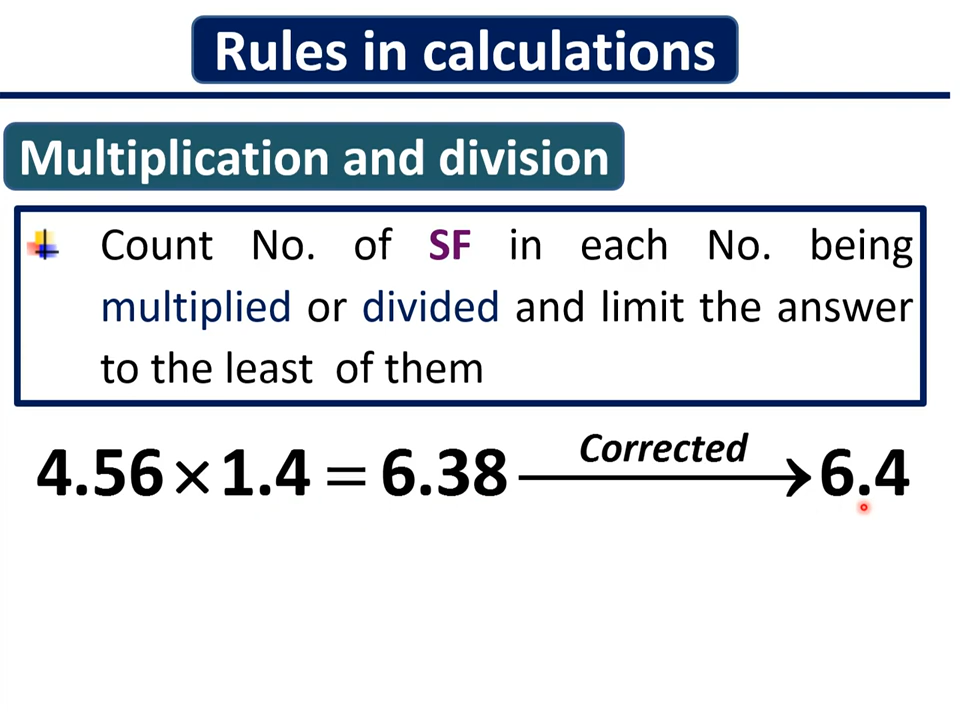 Rules in calculations
Multiplication and division
Count No. of SF in each No. being
multiplied or divided and limit the answer
to the least of them
4.56 × 1.4 = 6.38 Corrected → 6.4